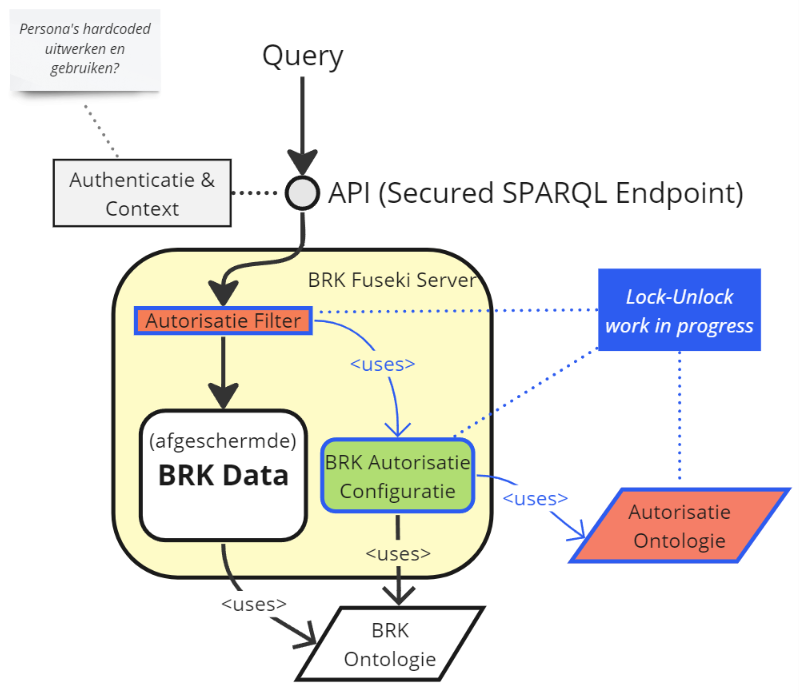 Persona's hardcoded
uitwerken en
gebruiken?
Query
Authenticatie &
Context
API (Secured SPARQL Endpoint)
BRK Fuseki Server
Autorisatie Filter
Lock-Unlock
work in progress
<uses>
(afgeschermde)
BRK Data
BRK Autorisatie
Configuratie
<uses>
Autorisatie
Ontologie
<uses>
<uses>
BRK
Ontologie